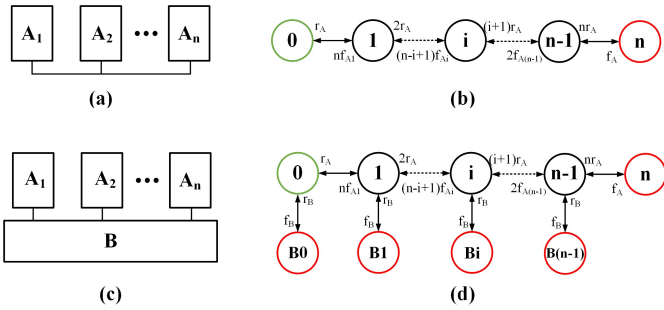 A1 A2 ••• An
(a)
rA 2rA (i+1)rA nrA
0 1 i n-1 n
nfA1 (n-i+1)fAi 2fA(n-1) fA
(b)
A1 A2 ••• An
B
(c)
rA 2rA (i+1)rA nrA
0 1 i n-1 n
nfA1 (n-i+1)fAi 2fA(n-1) fA
rB rB rB rB
fB fB fB fB
B0 B1 Bi B(n-1)
(d)